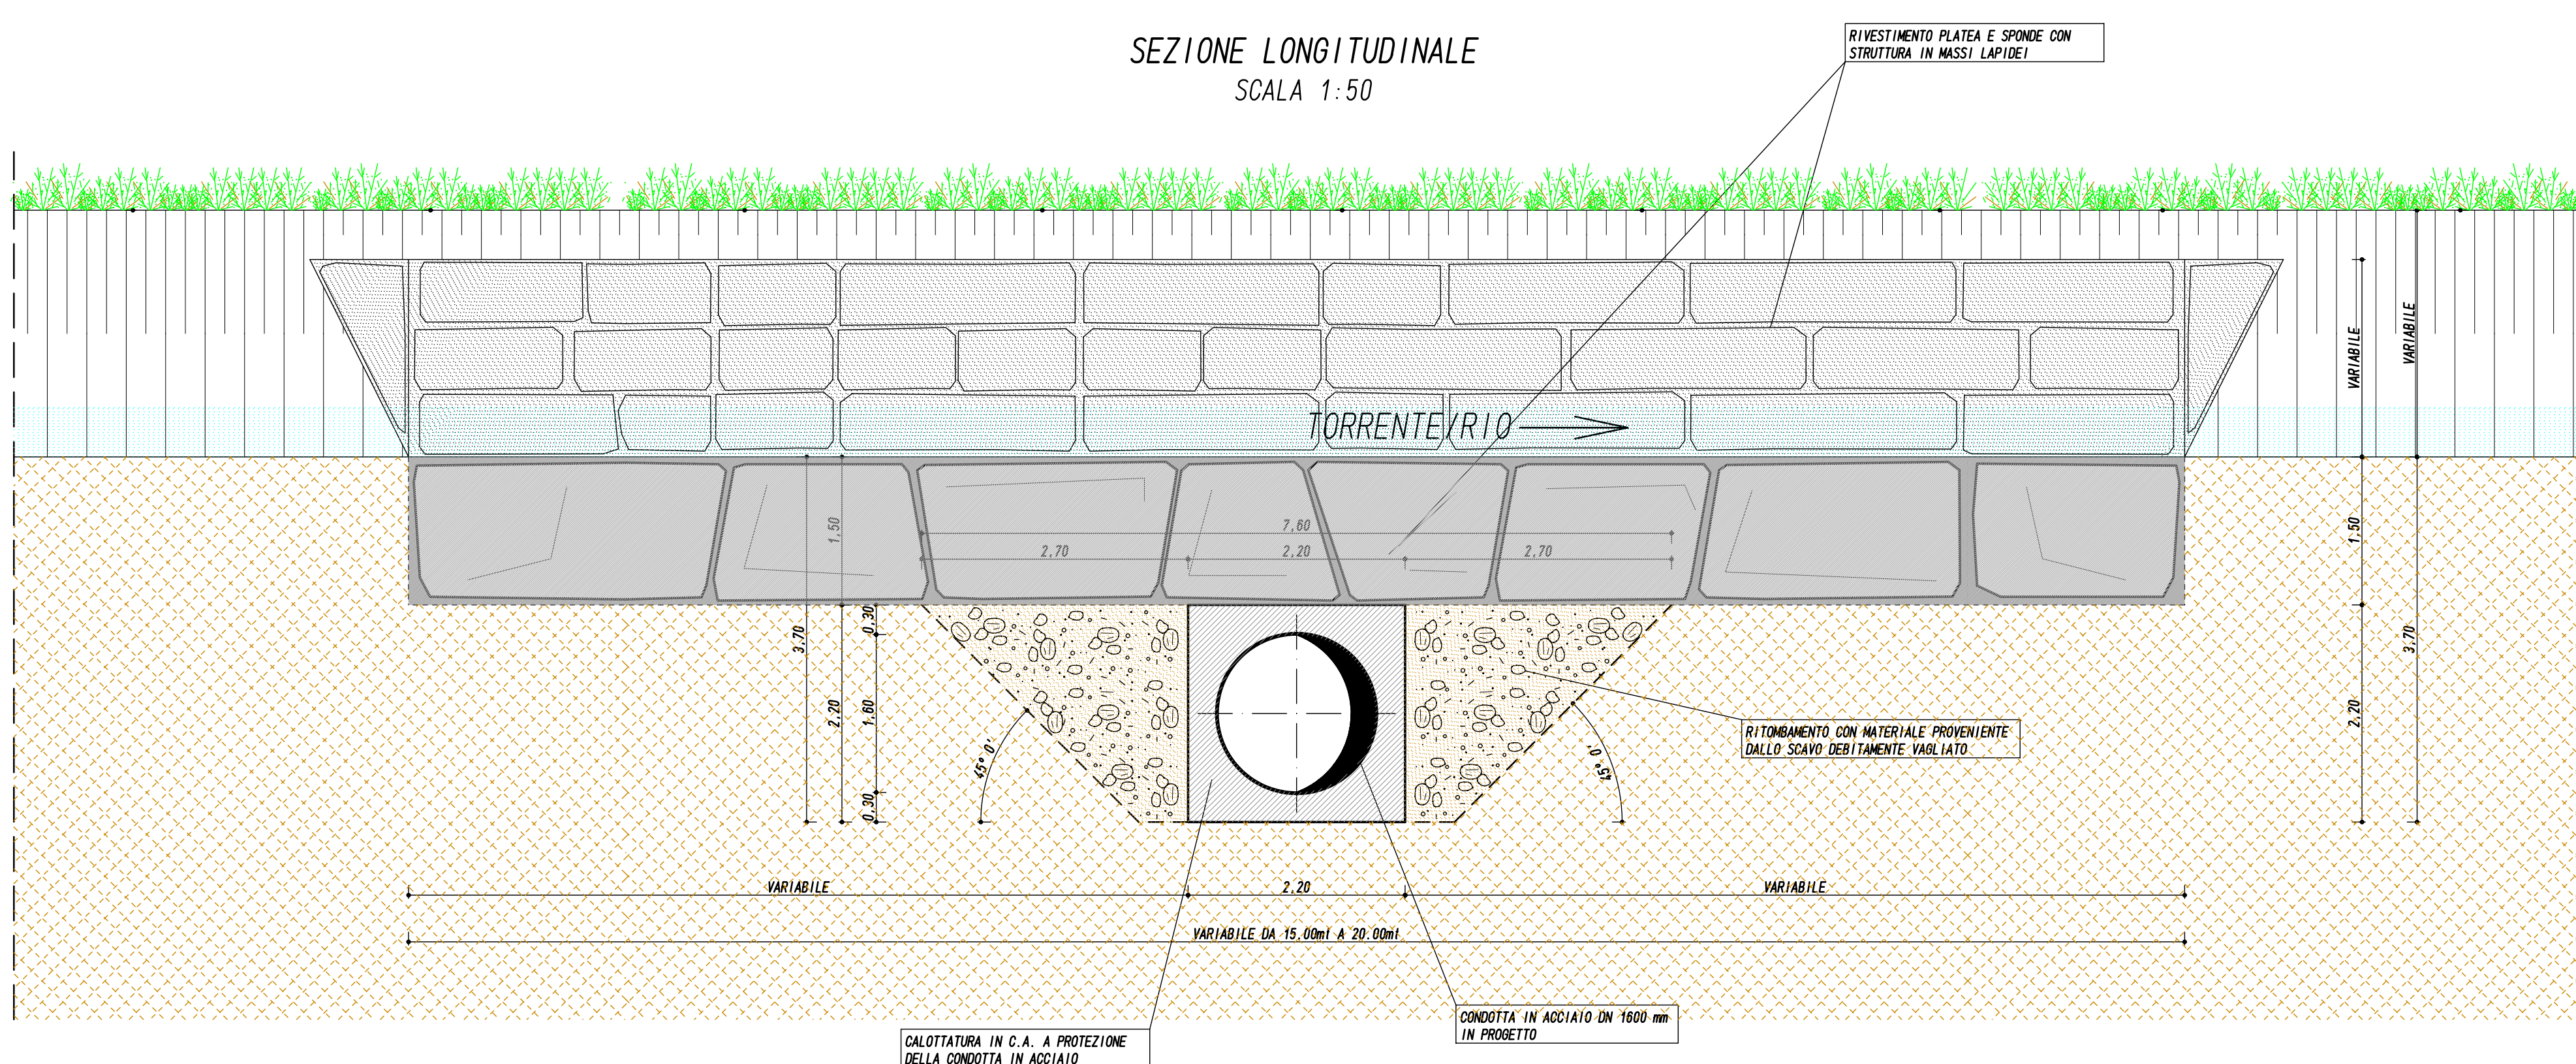 SEZIONE LONGITUDINALE
SCALA 1:50
RIVESTIMENTO PLATEA E SPONDE CON
STRUTTURA IN MASSI LAPIDEI
VARIABILE
VARIABILE
TORRENTE/RIO
1,50
7,60
2,70
2,20
2,70
1,50
0,30
3,70
2,20
1,60
0,30
45° 0'
45° 0'
3,70
2,20
RITOMBAMENTO CON MATERIALE PROVENIENTE
DALLO SCAVO DEBITAMENTE VAGLIATO
VARIABILE
2,20
VARIABILE
VARIABILE DA 15.00mt A 20.00mt
CONDOTTA IN ACCIAIO DN 1600 mm
IN PROGETTO
CALOTTATURA IN C.A. A PROTEZIONE
DELLA CONDOTTA IN ACCIAIO